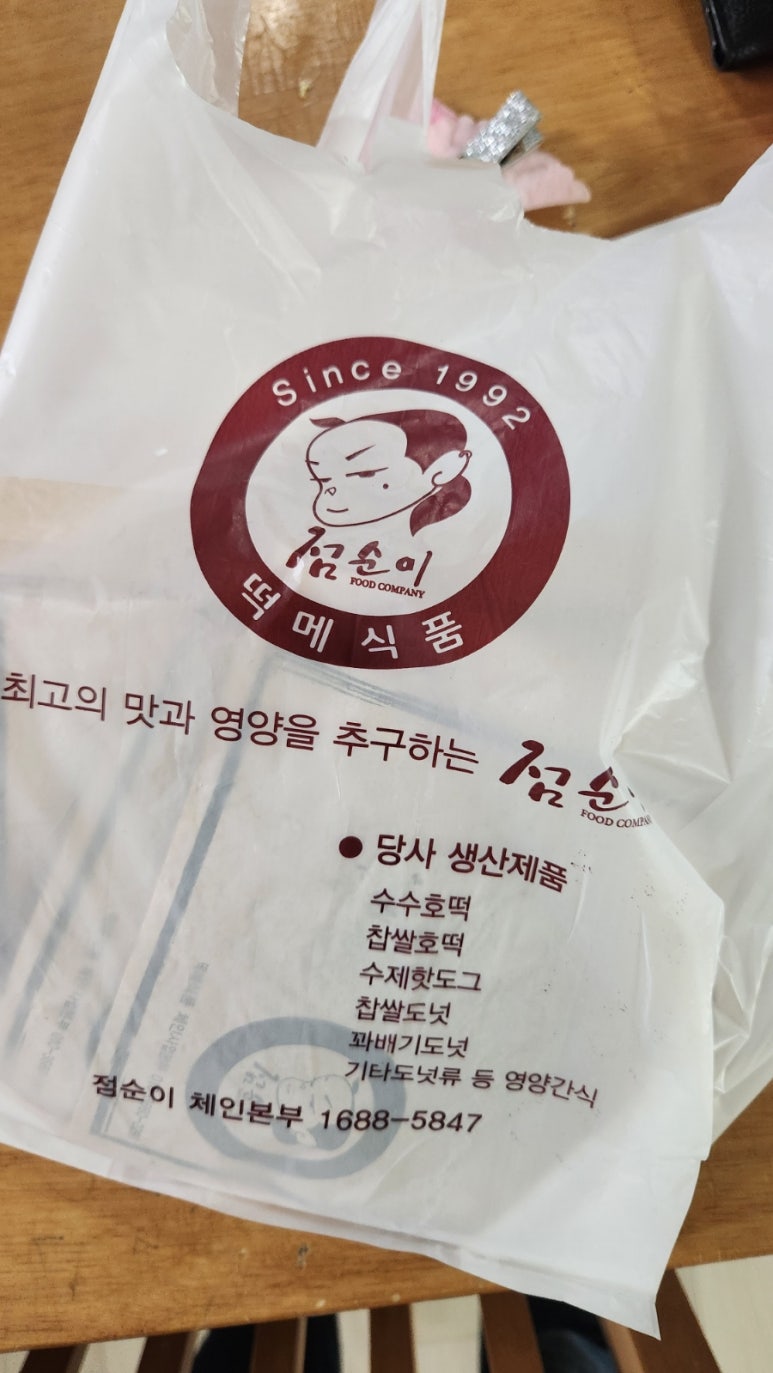 Since 1992
점순이
FOOD COMPANY
떡메식품
최고의 맛과 영양을 추구하는 점순
FOOD
● 당사 생산제품
수수호떡
찹쌀호떡
수제핫도그
찹쌀도넛
꽈배기도넛
기타도넛류 등 영양간식
점순이 체인본부 1688-5847